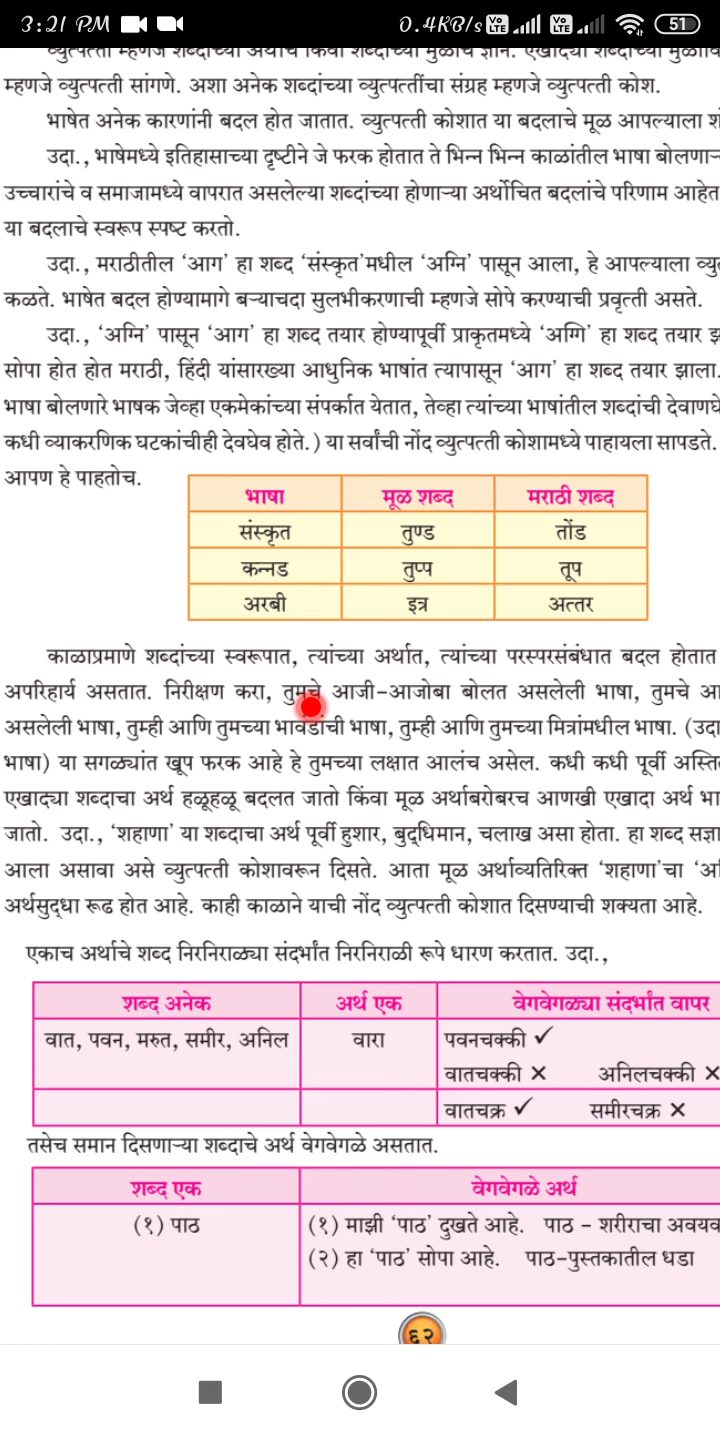 3:21 PM 0.4KB/s VoLTE VoLTE 51
व्युत्पत्ती म्हणजे शब्दांच्या अर्थाचे किंवा शब्दांच्या मुळाचे ज्ञान. एखाद्या शब्दाच्या
म्हणजे व्युत्पत्ती सांगणे. अशा अनेक शब्दांच्या व्युत्पत्तींचा संग्रह म्हणजे व्युत्पत्ती कोश.
भाषेत अनेक कारणांनी बदल होत जातात. व्युत्पत्ती कोशात या बदलाचे मूळ आपल्याला
उदा., भाषेमध्ये इतिहासाच्या दृष्टीने जे फरक होतात ते भिन्न भिन्न काळांतील भाषा
उच्चारांचे व समाजामध्ये वापरात असलेल्या शब्दांच्या होणाऱ्या अर्थोचित बदलांचे परिणाम आहेत
या बदलाचे स्वरूप स्पष्ट करतो.
उदा., मराठीतील ‘आग’ हा शब्द ‘संस्कृत’मधील ‘अग्नि’ पासून आला, हे आपल्याला
कळते. भाषेत बदल होण्यामागे बऱ्याचदा सुलभीकरणाची म्हणजे सोपे करण्याची प्रवृत्ती असते.
उदा., ‘अग्नि’ पासून ‘आग’ हा शब्द तयार होण्यापूर्वी प्राकृतमध्ये ‘अग्गि’ हा शब्द तयार
सोपा होत होत मराठी, हिंदी यांसारख्या आधुनिक भाषांत त्यापासून ‘आग’ हा शब्द तयार झाला.
भाषा बोलणारे भाषक जेव्हा एकमेकांच्या संपर्कात येतात, तेव्हा त्यांच्या भाषांतील शब्दांची
कधी व्याकरणिक घटकांचीही देवघेव होते.) या सर्वांची नोंद व्युत्पत्ती कोशामध्ये पाहायला सापडते.
आपण हे पाहतोच.
भाषा मूळ शब्द मराठी शब्द
संस्कृत तुण्ड तोंड
कन्नड तुप्प तूप
अरबी इत्र अत्तर
काळाप्रमाणे शब्दांच्या स्वरूपात, त्यांच्या अर्थात, त्यांच्या परस्परसंबंधात बदल होतात
अपरिहार्य असतात. निरीक्षण करा, तुमचे आजी-आजोबा बोलत असलेली भाषा, तुमचे
असलेली भाषा, तुम्ही आणि तुमच्या भावंडांची भाषा, तुम्ही आणि तुमच्या मित्रांमधील भाषा. (उदा
भाषा) या सगळ्यांत खूप फरक आहे हे तुमच्या लक्षात आलंच असेल. कधी कधी पूर्वी
एखाद्या शब्दाचा अर्थ हळूहळू बदलत जातो किंवा मूळ अर्थाबरोबरच आणखी एखादा अर्थ
जातो. उदा., ‘शहाणा’ या शब्दाचा अर्थ पूर्वी हुशार, बुद्धिमान, चलाख असा होता. हा शब्द
आला असावा असे व्युत्पत्ती कोशावरून दिसते. आता मूळ अर्थाव्यतिरिक्त ‘शहाणा’चा
अर्थसुद्धा रूढ होत आहे. काही काळाने याची नोंद व्युत्पत्ती कोशात दिसण्याची शक्यता आहे.
एकाच अर्थाचे शब्द निरनिराळ्या संदर्भांत निरनिराळी रूपे धारण करतात. उदा.,
शब्द अनेक अर्थ एक वेगवेगळ्या संदर्भांत वापर
वात, पवन, मरुत, समीर, अनिल वारा पवनचक्की ✓
वातचक्की × अनिलचक्की ×
वातचक्र ✓ समीरचक्र ×
तसेच समान दिसणाऱ्या शब्दाचे अर्थ वेगवेगळे असतात.
शब्द एक वेगवेगळे अर्थ
(१) पाठ (१) माझी ‘पाठ’ दुखते आहे. पाठ – शरीराचा अवयव
(२) हा ‘पाठ’ सोपा आहे. पाठ-पुस्तकातील धडा
६२